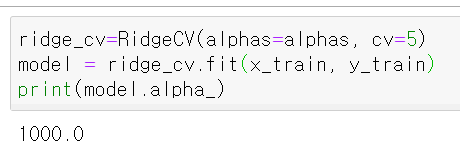 ridge_cv=RidgeCV(alphas=alphas, cv=5)
model = ridge_cv.fit(x_train, y_train)
print(model.alpha_)
1000.0